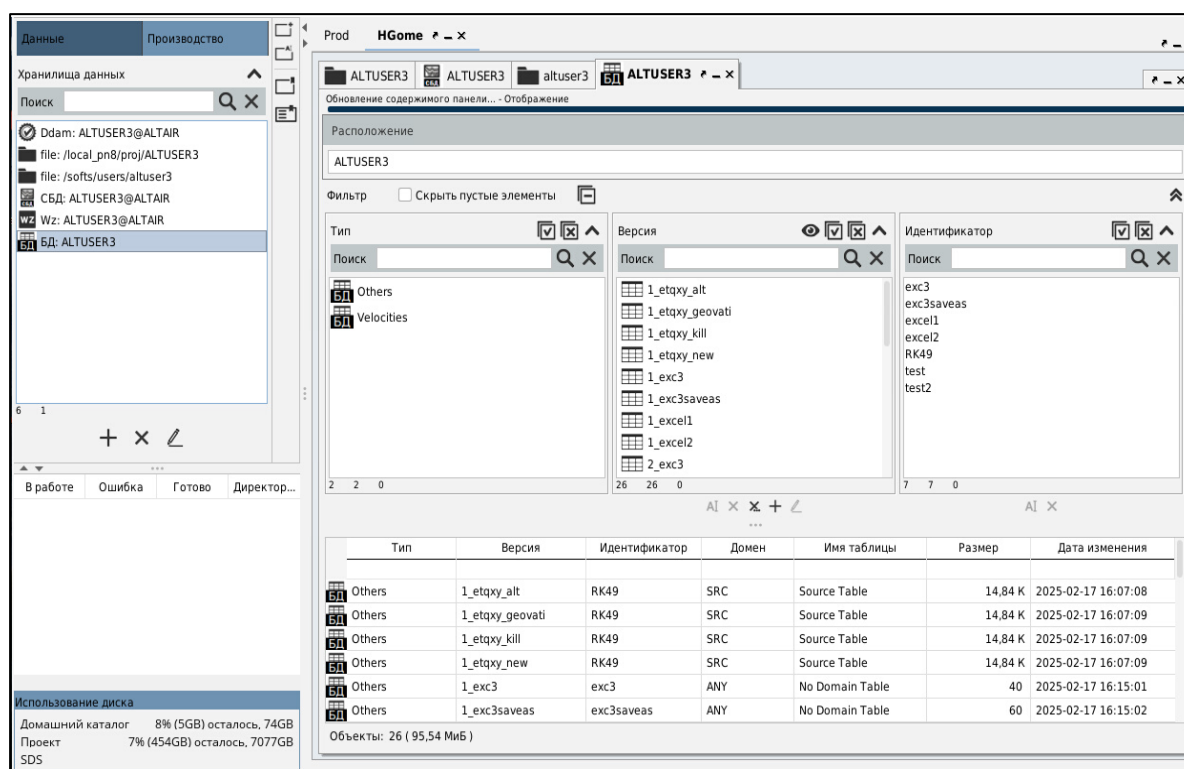 Данные Производство
Хранилища данных
Поиск
Ddam: ALTUSER3@ALTAIR
file: /local_pn8/proj/ALTUSER3
file: /softs/users/altuser3
СБД: ALTUSER3@ALTAIR
Wz: ALTUSER3@ALTAIR
БД: ALTUSER3
6 1
В работе Ошибка Готово Директор...
Использование диска
Домашний каталог 8% (5GB) осталось, 74GB
Проект 7% (454GB) осталось, 7077GB
SDS
Prod HGome
ALTUSER3 ALTUSER3 altuser3 БД ALTUSER3
Обновление содержимого панели... - Отображение
Расположение
ALTUSER3
Фильтр Скрыть пустые элементы
Тип
Поиск
БД Others
БД Velocities
2 2 0
Версия
Поиск
1_etqxy_alt
1_etqxy_geovati
1_etqxy_kill
1_etqxy_new
1_exc3
1_exc3saveas
1_excel1
1_excel2
2_exc3
26 26 0
Идентификатор
Поиск
exc3
exc3saveas
excel1
excel2
RK49
test
test2
7 7 0
Тип Версия Идентификатор Домен Имя таблицы Размер Дата изменения
БД Others 1_etqxy_alt RK49 SRC Source Table 14,84 K 2025-02-17 16:07:08
БД Others 1_etqxy_geovati RK49 SRC Source Table 14,84 K 2025-02-17 16:07:09
БД Others 1_etqxy_kill RK49 SRC Source Table 14,84 K 2025-02-17 16:07:09
БД Others 1_etqxy_new RK49 SRC Source Table 14,84 K 2025-02-17 16:07:09
БД Others 1_exc3 exc3 ANY No Domain Table 40 2025-02-17 16:15:01
БД Others 1_exc3saveas exc3saveas ANY No Domain Table 60 2025-02-17 16:15:02
Объекты: 26 ( 95,54 МиБ )